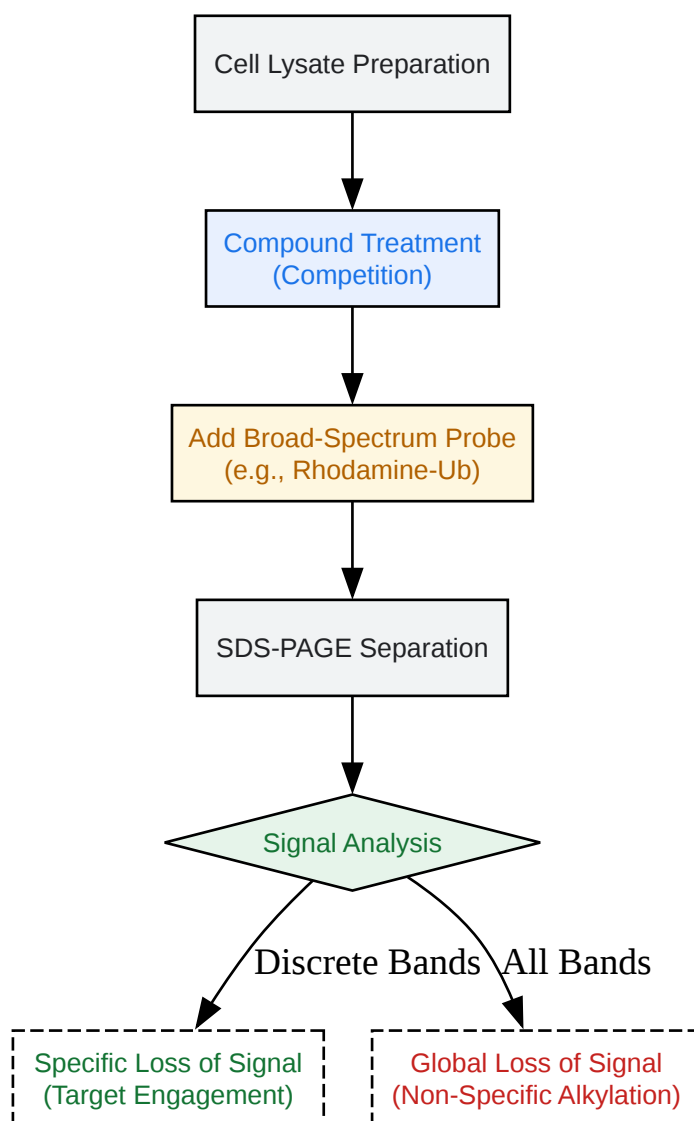 Cell Lysate Preparation
Compound Treatment
(Competition)
Add Broad-Spectrum Probe
(e.g., Rhodamine-Ub)
SDS-PAGE Separation
Signal Analysis
Discrete Bands
All Bands
Specific Loss of Signal
(Target Engagement)
Global Loss of Signal
(Non-Specific Alkylation)